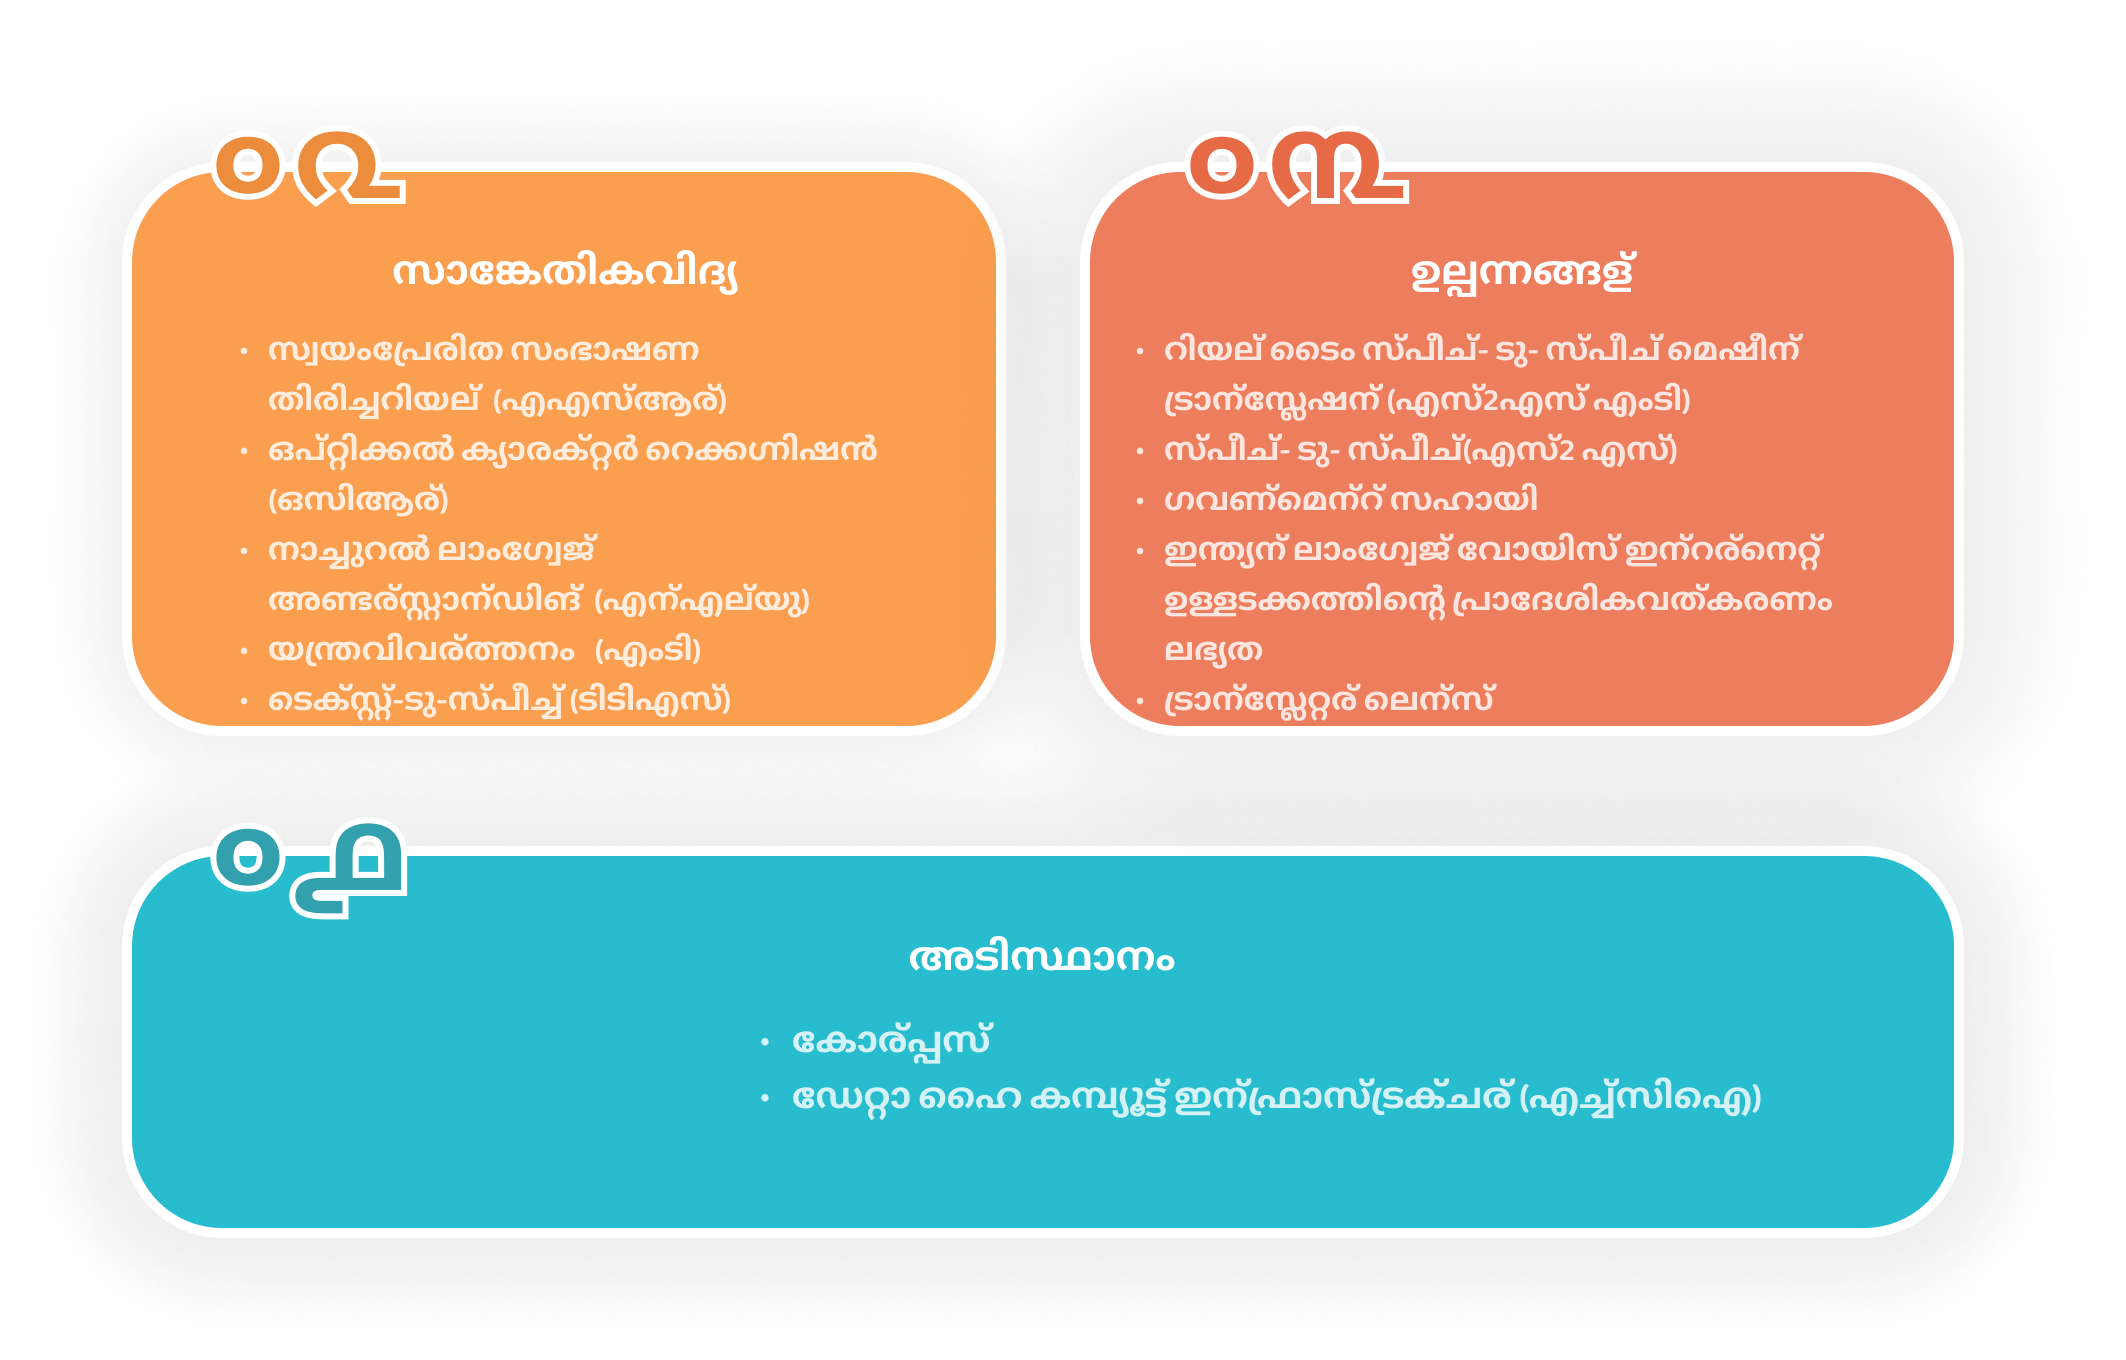 ൦൨
സാങ്കേതികവിദ്യ
• സ്വയംപ്രേരിത സംഭാഷണ
തിരിച്ചറിയല് (എഎസ്ആര്)
• ഒപ്റ്റിക്കൽ ക്യാരക്റ്റർ റെക്കഗ്നിഷൻ
(ഒസിആര്)
• നാച്ചുറൽ ലാംഗ്വേജ്
അണ്ടര്സ്റ്റാന്ഡിങ് (എന്എല്യു)
• യന്ത്രവിവര്ത്തനം (എംടി)
• ടെക്സ്റ്റ്-ടു-സ്പീച്ച് (ടിടിഎസ്)
൦൩
ഉല്പന്നങ്ങള്
• റിയല് ടൈം സ്പീച്- ടു- സ്പീച് മെഷീന്
ട്രാന്സ്ലേഷന് (എസ്2എസ് എംടി)
• സ്പീച്- ടു- സ്പീച്(എസ്2 എസ്)
• ഗവണ്മെന്റ് സഹായി
• ഇന്ത്യന് ലാംഗ്വേജ് വോയിസ് ഇന്റര്നെറ്റ്
ഉള്ളടക്കത്തിന്റെ പ്രാദേശികവത്കരണം
ലഭ്യത
• ട്രാന്സ്ലേറ്റര് ലെന്സ്
൦൧
അടിസ്ഥാനം
• കോര്പ്പസ്
• ഡേറ്റാ ഹൈ കമ്പ്യൂട്ട് ഇന്ഫ്രാസ്ട്രക്ചര് (എച്ച്സിഐ)